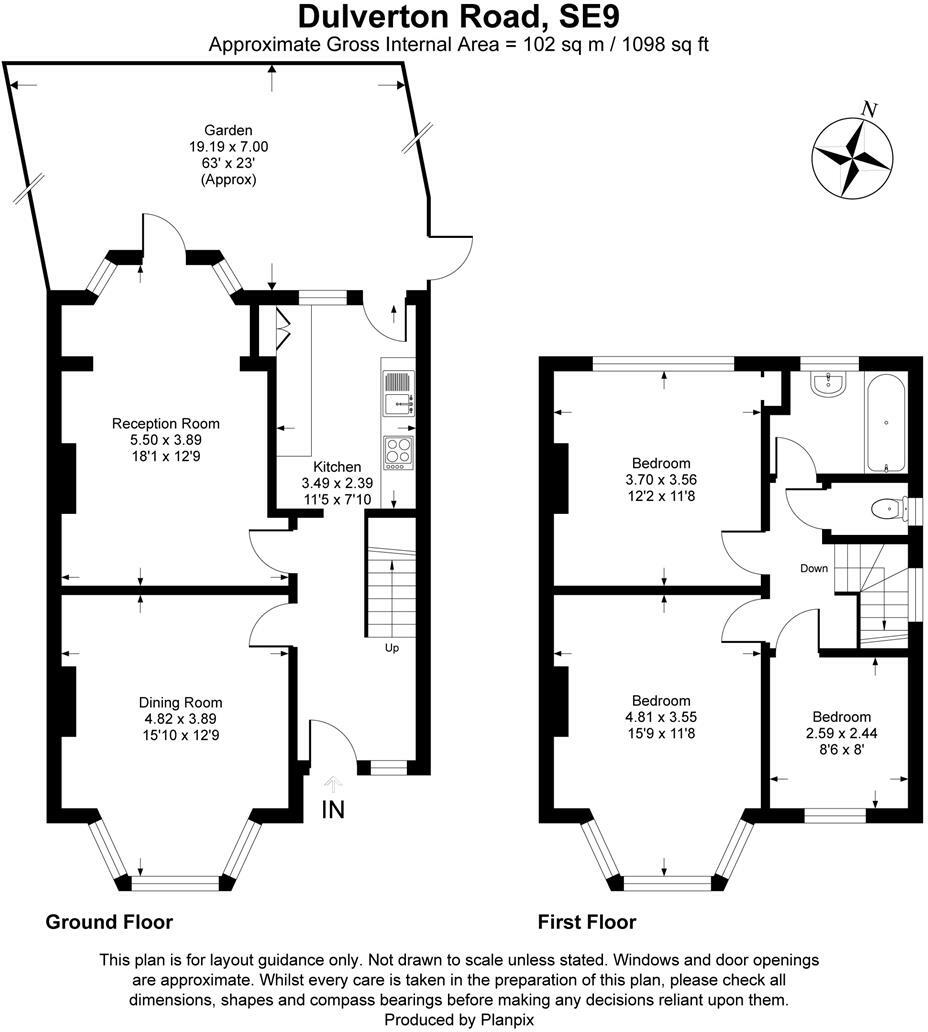 Dulverton Road, SE9
Approximate Gross Internal Area = 102 sq m / 1098 sq ft
N
Garden
19.19 x 7.00
63' x 23'
(Approx)
Reception Room
5.50 x 3.89
18'1 x 12'9
Kitchen
3.49 x 2.39
11'5 x 7'10
Up
Dining Room
4.82 x 3.89
15'10 x 12'9
IN
Ground Floor
Bedroom
3.70 x 3.56
12'2 x 11'8
Down
Bedroom
4.81 x 3.55
15'9 x 11'8
Bedroom
2.59 x 2.44
8'6 x 8'
First Floor
This plan is for layout guidance only. Not drawn to scale unless stated. Windows and door openings
are approximate. Whilst every care is taken in the preparation of this plan, please check all
dimensions, shapes and compass bearings before making any decisions reliant upon them.
Produced by Planpix